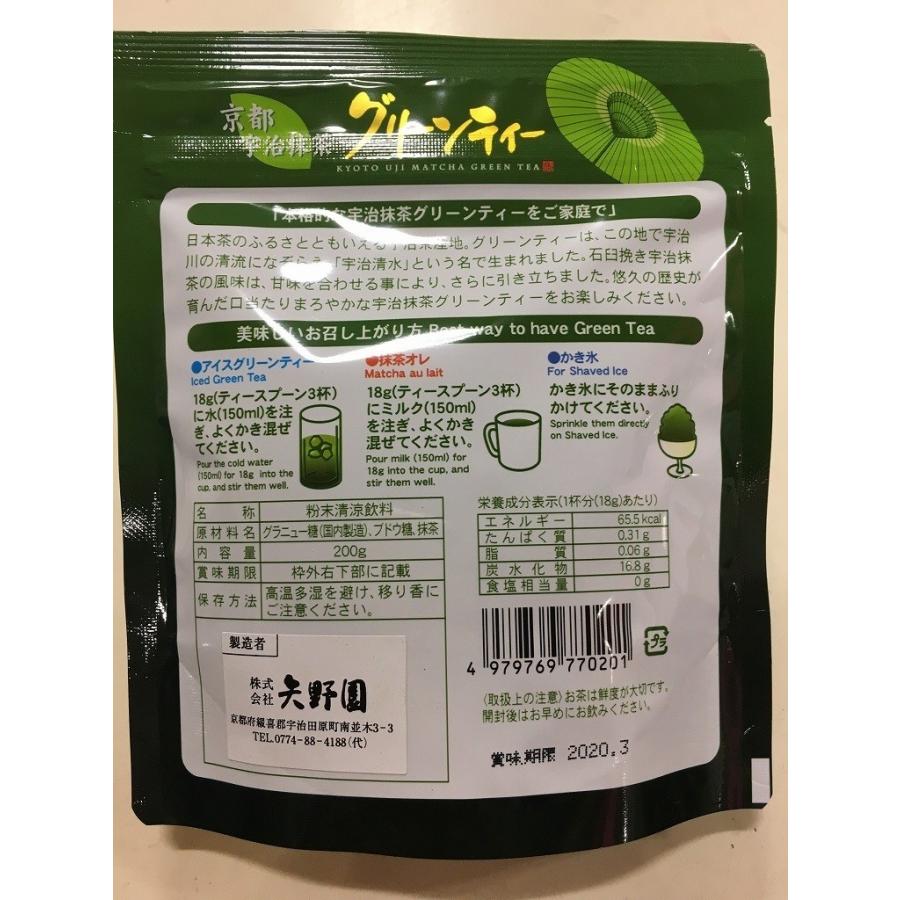 京都
宇治抹茶
グリーンティー
KYOTO UJI MATCHA GREEN TEA
「本格的な宇治抹茶グリーンティーをご家庭で」
日本茶のふるさとともいえる宇治茶産地。グリーンティーは、この地で宇治
川の清流になぞらえ、「宇治清水」という名で生まれました。石臼挽き宇治抹
茶の風味は、甘味を合わせる事により、さらに引き立ちました。悠久の歴史が
育んだ口当たりまろやかな宇治抹茶グリーンティーをお楽しみください。
美味しいお召し上がり方 Best way to have Green Tea
●アイスグリーンティー
Iced Green Tea
18g(ティースプーン3杯)
に水(150ml)を注
ぎ、よくかき混ぜ
てください。
Pour the cold water
(150ml) for 18g into the
cup, and stir them well.
●抹茶オレ
Matcha au lait
18g(ティースプーン3杯)
にミルク(150ml)
を注ぎ、よくかき
混ぜてください。
Pour milk (150ml) for
18g into the cup, and
stir them well.
●かき氷
For Shaved Ice
かき氷にそのままふり
かけてください。
Sprinkle them directly
on Shaved Ice.
名称 粉末清涼飲料
原材料名 グラニュー糖(国内製造)、ブドウ糖、抹茶
内容量 200g
賞味期限 枠外右下部に記載
保存方法 高温多湿を避け、移り香に
ご注意ください。
製造者
株式会社 矢野園
京都府綴喜郡宇治田原町南並木3-3
TEL.0774-88-4188(代)
栄養成分表示(1杯分(18g)あたり)
エネルギー 65.5kcal
たんぱく質 0.31g
脂質 0.06g
炭水化物 16.8g
食塩相当量 0g
4 979769 770201
プラ
〈取扱上の注意〉お茶は鮮度が大切です。
開封後はお早めにお飲みください。
賞味期限 2020.3